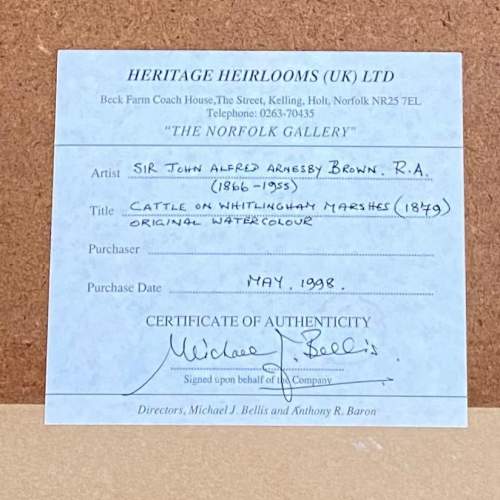 HERITAGE HEIRLOOMS (UK) LTD
Beck Farm Coach House,The Street, Kelling, Holt, Norfolk NR25 7EL
Telephone: 0263-70435
"THE NORFOLK GALLERY"
Artist SIR JOHN ALFRED ARNESBY BROWN. R.A.
(1866-1955)
Title CATTLE ON WHITLINGHAM MARSHES (1879)
ORIGINAL WATERCOLOUR
Purchaser
Purchase Date MAY. 1998.
CERTIFICATE OF AUTHENTICITY
Michael J. Bellis.
Signed upon behalf of the Company
Directors, Michael J. Bellis and Anthony R. Baron